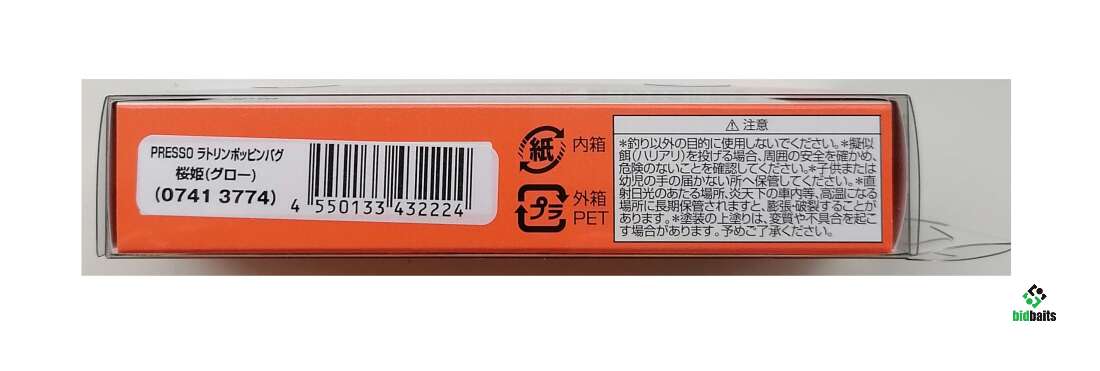 PRESSO ラトリンポッピンバグ
桜姫(グロー)
(0741 3774)
4 550133 432224
紙 内箱
プラ 外箱
PET
⚠ 注意
*釣り以外の目的に使用しないでください。*擬似
餌(ハリアリ)を投げる場合、周囲の安全を確かめ、
危険のないことを確認してください。*子供または
幼児の手の届かない所へ保管してください。*直
射日光のあたる場所、炎天下の車内等、高温になる
場所に長期保管されますと、膨張・破裂することが
あります。*塗装の上塗りは、変質や不具合を起こ
す場合があります。予めご了承ください。
bidbaits